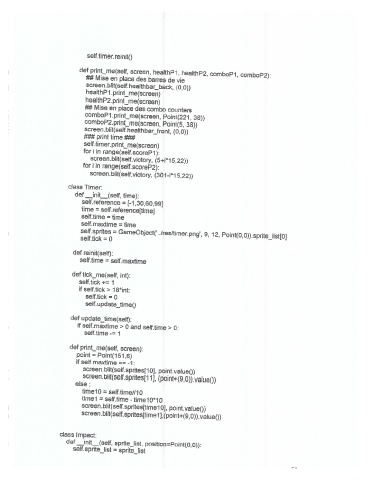 self.timer.reinit()
def print_me(self, screen, healthP1, healthP2, comboP1, comboP2):
## Mise en place des barres de vie
screen.blit(self.healthbar_back, (0,0))
healthP1.print_me(screen)
healthP2.print_me(screen)
## Mise en place des combo counters
comboP1.print_me(screen, Point(221, 38))
comboP2.print_me(screen, Point(5, 38))
screen.blit(self.healthbar_front, (0,0))
### print time ###
self.timer.print_me(screen)
for i in range(self.scoreP1):
screen.blit(self.victory, (5+i*15,22))
for i in range(self.scoreP2):
screen.blit(self.victory, (301-i*15,22))
class Timer:
def __init__(self, time):
self.reference = [-1,30,60,99]
time = self.reference[time]
self.time = time
self.maxtime = time
self.sprites = GameObject('../res/timer.png', 9, 12, Point(0,0)).sprite_list[0]
self.tick = 0
def reinit(self):
self.time = self.maxtime
def tick_me(self, int):
self.tick += 1
if self.tick > 18*int:
self.tick = 0
self.update_time()
def update_time(self):
if self.maxtime > 0 and self.time > 0:
self.time -= 1
def print_me(self, screen):
point = Point(151,6)
if self.maxtime == -1:
screen.blit(self.sprites[10], point.value())
screen.blit(self.sprites[11], (point+(9,0)).value())
else :
time10 = self.time//10
time1 = self.time - time10*10
screen.blit(self.sprites[time10], point.value())
screen.blit(self.sprites[time1],(point+(9,0)).value())
class Impact:
def __init__(self, sprite_list, position=Point(0,0)):
self.sprite_list = sprite_list